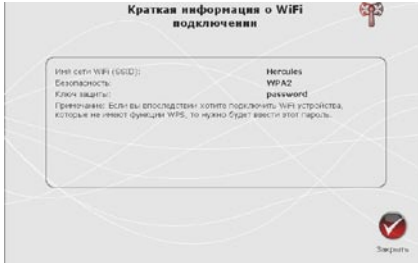 Краткая информация о WiFi
подключении
Имя сети WiFi (SSID): Hercules
Безопасность: WPA2
Ключ защиты: password
Примечание: Если вы впоследствии хотите подключить WiFi устройства,
которые не имеют функции WPS, то нужно будет ввести этот пароль.
Закрыть